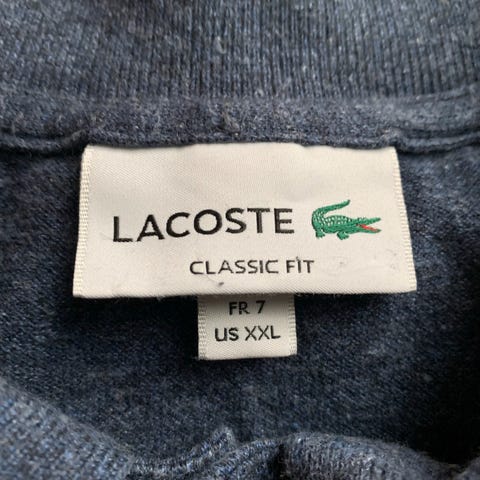 LACOSTE
CLASSIC FIT
FR 7
US XXL